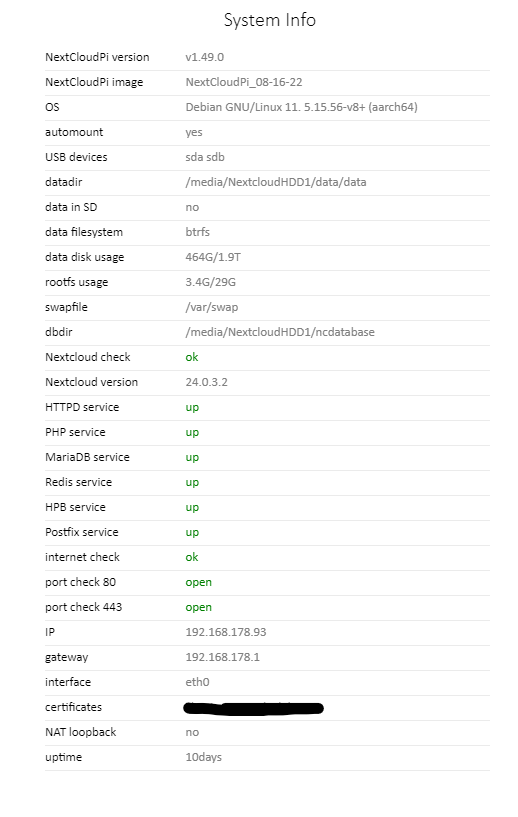 System Info
NextCloudPi version v1.49.0
NextCloudPi image NextCloudPi_08-16-22
OS Debian GNU/Linux 11. 5.15.56-v8+ (aarch64)
automount yes
USB devices sda sdb
datadir /media/NextcloudHDD1/data/data
data in SD no
data filesystem btrfs
data disk usage 464G/1.9T
rootfs usage 3.4G/29G
swapfile /var/swap
dbdir /media/NextcloudHDD1/ncdatabase
Nextcloud check ok
Nextcloud version 24.0.3.2
HTTPD service up
PHP service up
MariaDB service up
Redis service up
HPB service up
Postfix service up
internet check ok
port check 80 open
port check 443 open
IP 192.168.178.93
gateway 192.168.178.1
interface eth0
certificates
NAT loopback no
uptime 10days